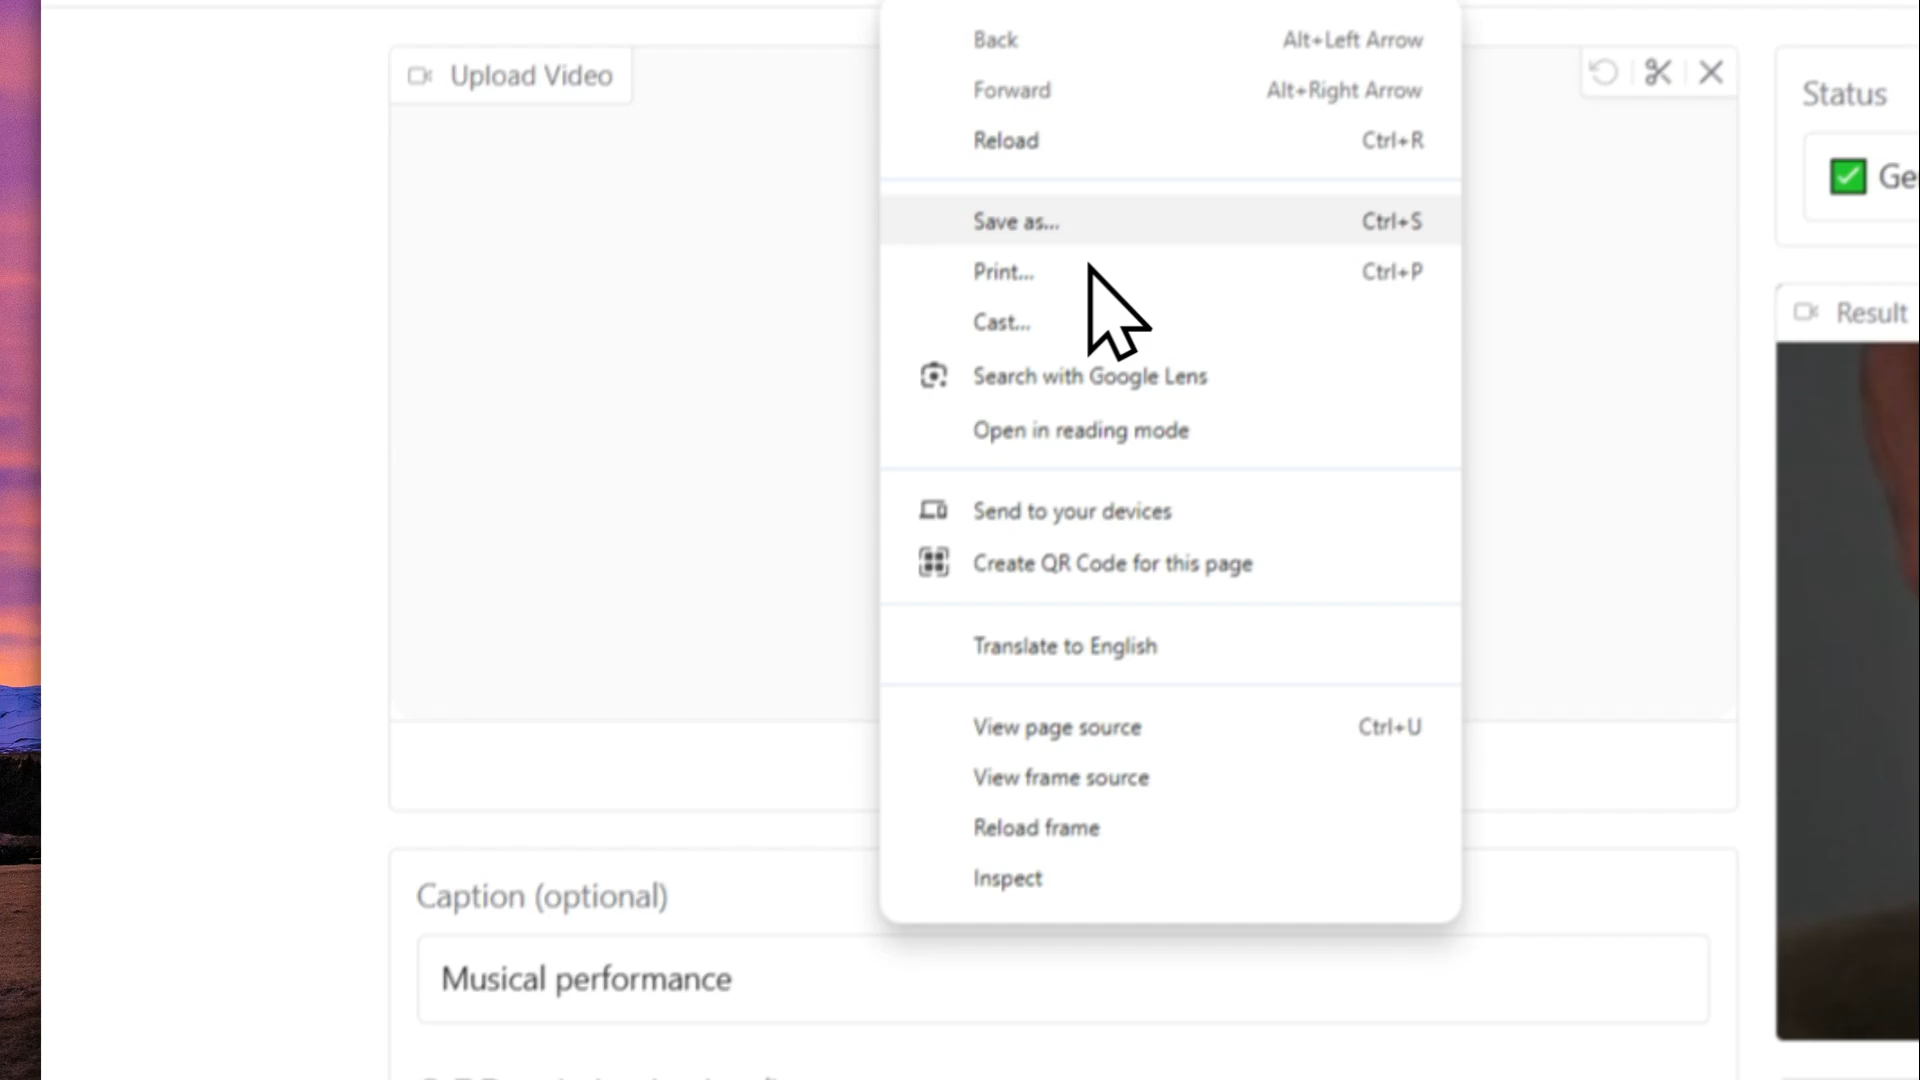 Upload Video
Back Alt+Left Arrow
Forward Alt+Right Arrow
Reload Ctrl+R
Save as... Ctrl+S
Print... Ctrl+P
Cast...
Search with Google Lens
Open in reading mode
Send to your devices
Create QR Code for this page
Translate to English
View page source Ctrl+U
View frame source
Reload frame
Inspect
Caption (optional)
Musical performance
Status
Ge
Result